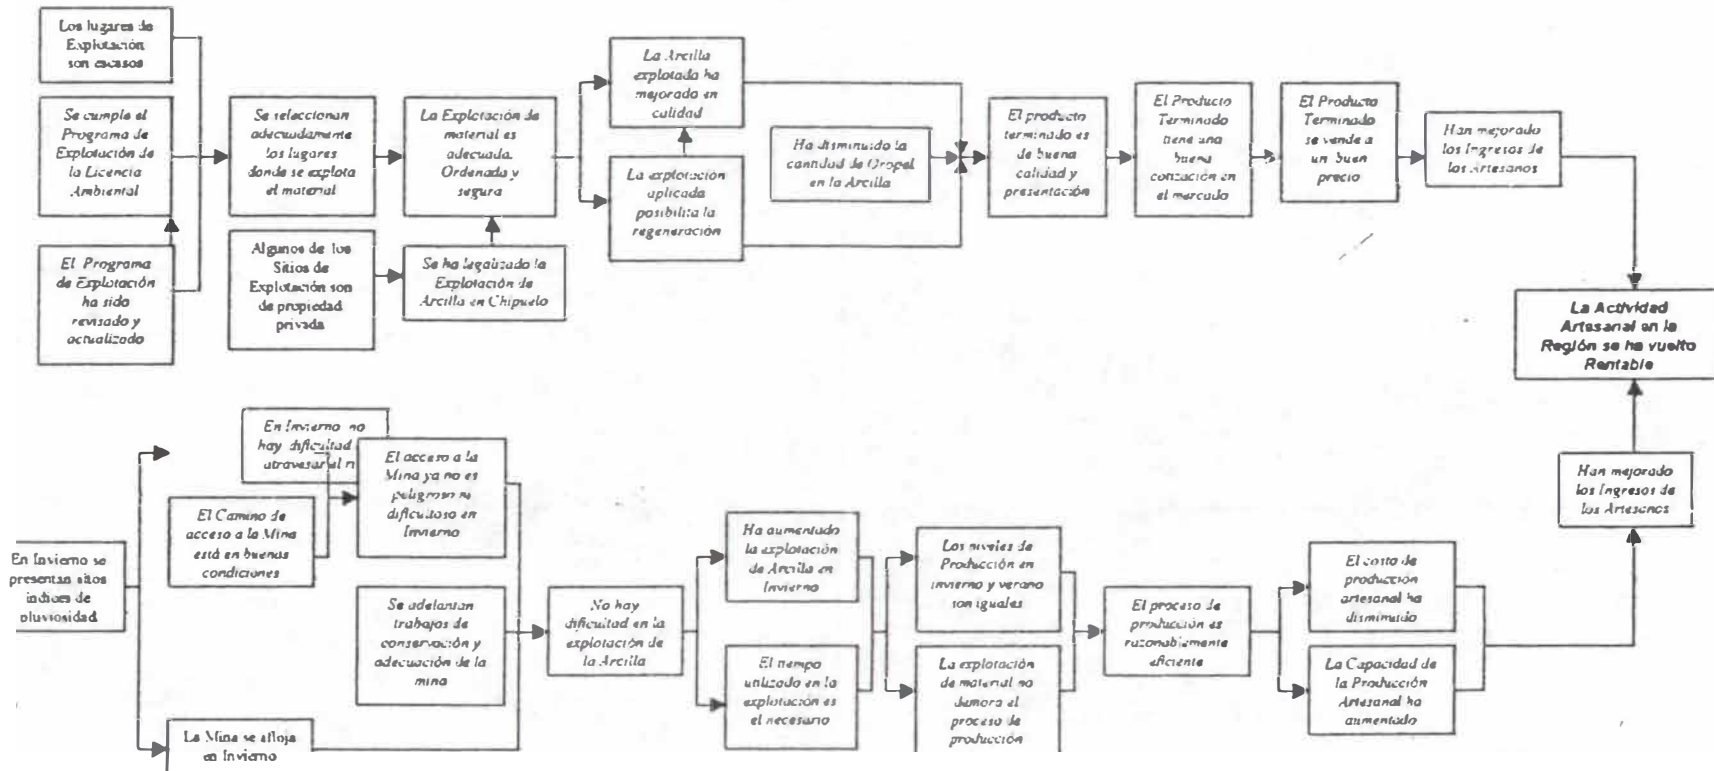 Los lugares de
Explotación
son escasos
Se cumple el
Programa de
Explotación de
la Licencia
Ambiental
El Programa
de Explotación
ha sido
revisado y
actualizado
Se seleccionan
adecuadamente
los lugares
donde se explota
el material
Algunos de los
Sitios de
Explotación son
de propiedad
privada
La Explotación de
material es
adecuada.
Ordenada y
segura
Se ha legalizado la
Explotación de
Arcilla en Chipuelo
La Arcilla
explotada ha
mejorado en
calidad
La explotación
aplicada
posibilita la
regeneración
Ha disminuido la
cantidad de Oropel
en la Arcilla
El producto
terminado es
de buena
calidad y
presentación
El Producto
Terminado
tiene una
buena
cotización en
el mercado
El Producto
Terminado
se vende a
un buen
precio
Han mejorado
los Ingresos de
los Artesanos
La Actividad
Artesanal en la
Región se ha vuelto
Rentable
En Invierno se
presentan
índices de
pluviosidad.
En Invierno no
hay dificultad
atravesar el
El Camino de
acceso a la Mina
está en buenas
condiciones
El acceso a la
Mina ya no es
peligroso ni
dificultoso en
Invierno
Se adelantan
trabajos de
conservación y
adecuación de la
mina
La Mina se afloja
en Invierno
No hay
dificultad en la
explotación de
la Arcilla
Ha aumentado
la explotación
de Arcilla en
Invierno
El tiempo
utilizado en la
explotación es
el necesario
Los niveles de
Producción en
invierno y verano
son iguales
La explotación
de material no
demora el
proceso de
producción
El proceso de
producción es
razonablemente
eficiente
El costo de
producción
artesanal ha
disminuido
La Capacidad de
la Producción
Artesanal ha
aumentado
Han mejorado
los Ingresos de
los Artesanos